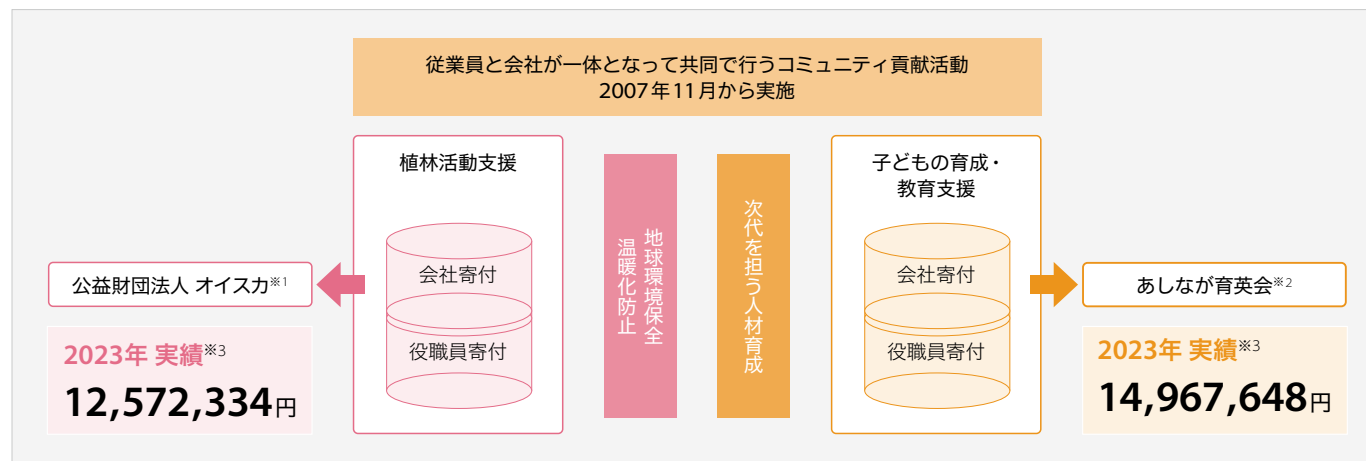 従業員と会社が一体となって共同で行うコミュニティ貢献活動
2007年11月から実施
植林活動支援
会社寄付
役職員寄付
公益財団法人 オイスカ※1
2023年 実績※3
12,572,334円
地球環境保全
温暖化防止
次代を担う人材育成
子どもの育成・
教育支援
会社寄付
役職員寄付
あしなが育英会※2
2023年 実績※3
14,967,648円